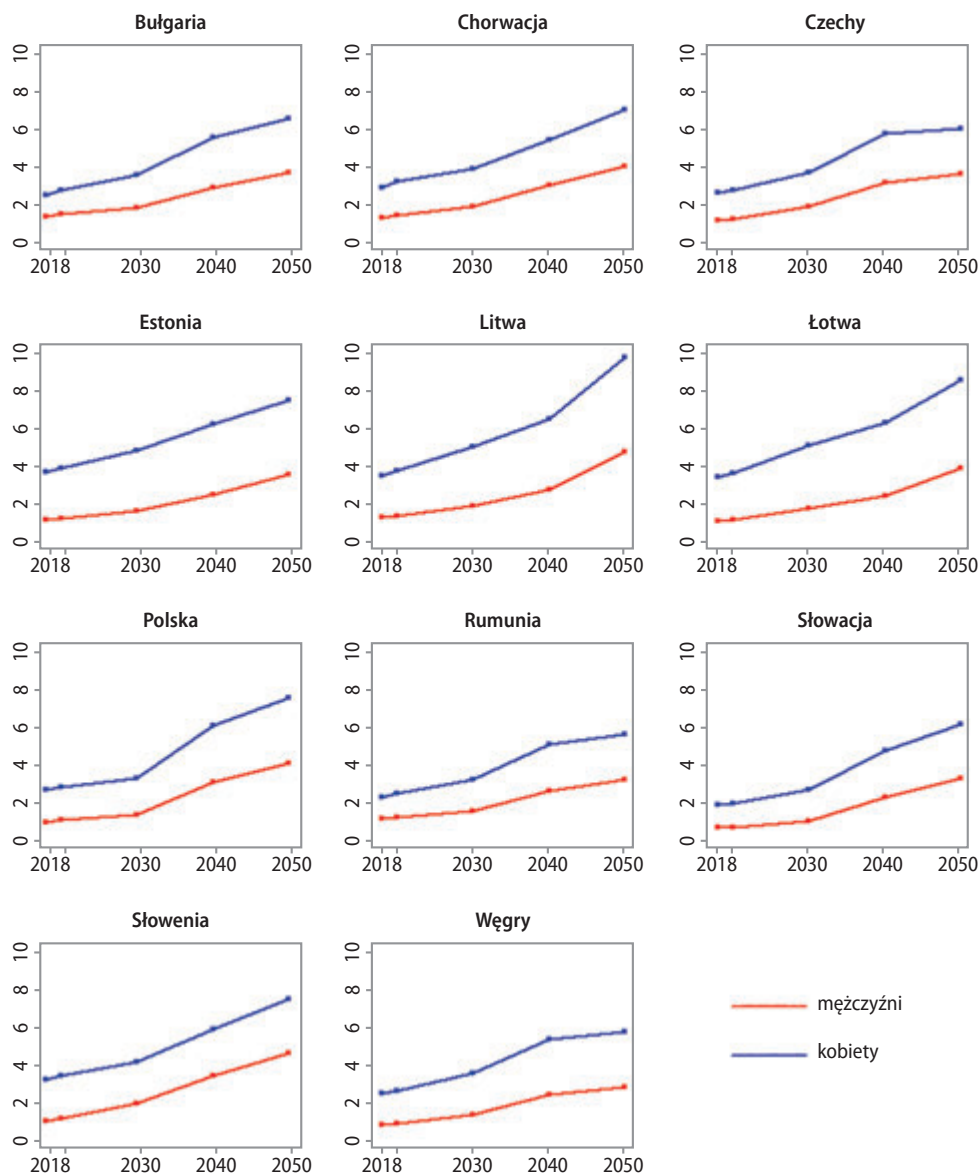 Bułgaria Chorwacja Czechy
10 10 10
8 8 8
6 6 6
4 4 4
2 2 2
0 0 0
2018 2030 2040 2050 2018 2030 2040 2050 2018 2030 2040 2050
Estonia Litwa Łotwa
10 10 10
8 8 8
6 6 6
4 4 4
2 2 2
0 0 0
2018 2030 2040 2050 2018 2030 2040 2050 2018 2030 2040 2050
Polska Rumunia Słowacja
10 10 10
8 8 8
6 6 6
4 4 4
2 2 2
0 0 0
2018 2030 2040 2050 2018 2030 2040 2050 2018 2030 2040 2050
Słowenia Węgry
10 10
8 8
6 6
4 4
2 2
0 0
2018 2030 2040 2050 2018 2030 2040 2050
mężczyźni
kobiety